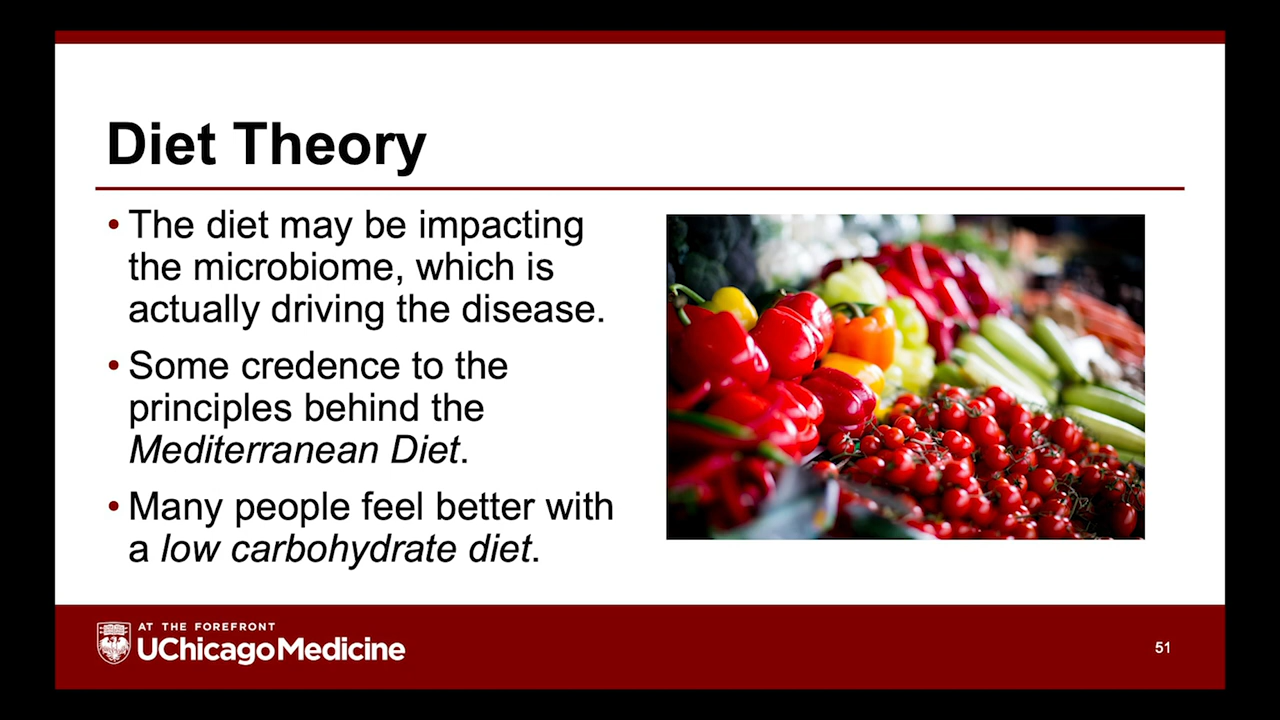 Diet Theory
• The diet may be impacting
the microbiome, which is
actually driving the disease.
• Some credence to the
principles behind the
Mediterranean Diet.
• Many people feel better with
a low carbohydrate diet.
AT THE FOREFRONT
UChicagoMedicine
51